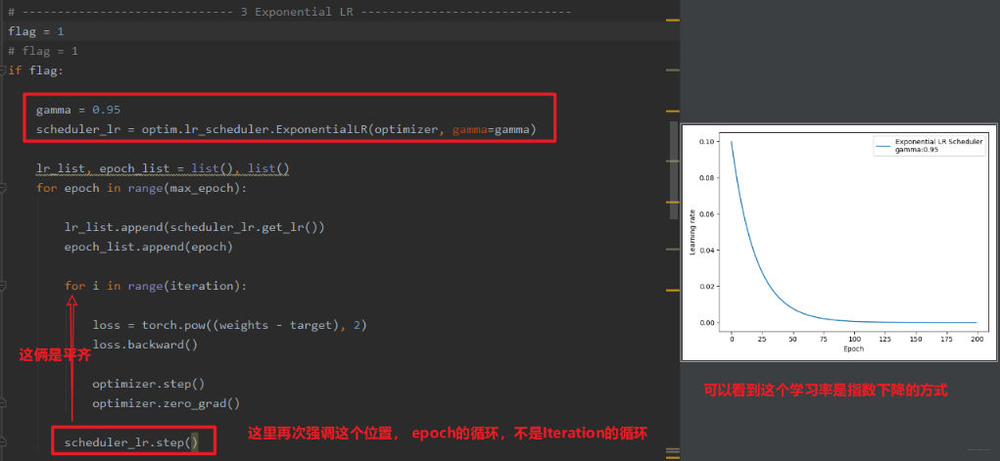 # ---------------------------- 3 Exponential LR ----------------------------
flag = 1
# flag = 1
if flag:
gamma = 0.95
scheduler_lr = optim.lr_scheduler.ExponentialLR(optimizer, gamma=gamma)
lr_list, epoch_list = list(), list()
for epoch in range(max_epoch):
lr_list.append(scheduler_lr.get_lr())
epoch_list.append(epoch)
for i in range(iteration):
loss = torch.pow((weights - target), 2)
loss.backward()
这俩是平齐
optimizer.step()
optimizer.zero_grad()
scheduler_lr.step()
这里再次强调这个位置， epoch的循环，不是Iteration的循环
Exponential LR Scheduler
gamma:0.95
0.10
0.08
0.06
0.04
0.02
0.00
Learning rate
0 25 50 75 100 125 150 175 200
Epoch
可以看到这个学习率是指数下降的方式